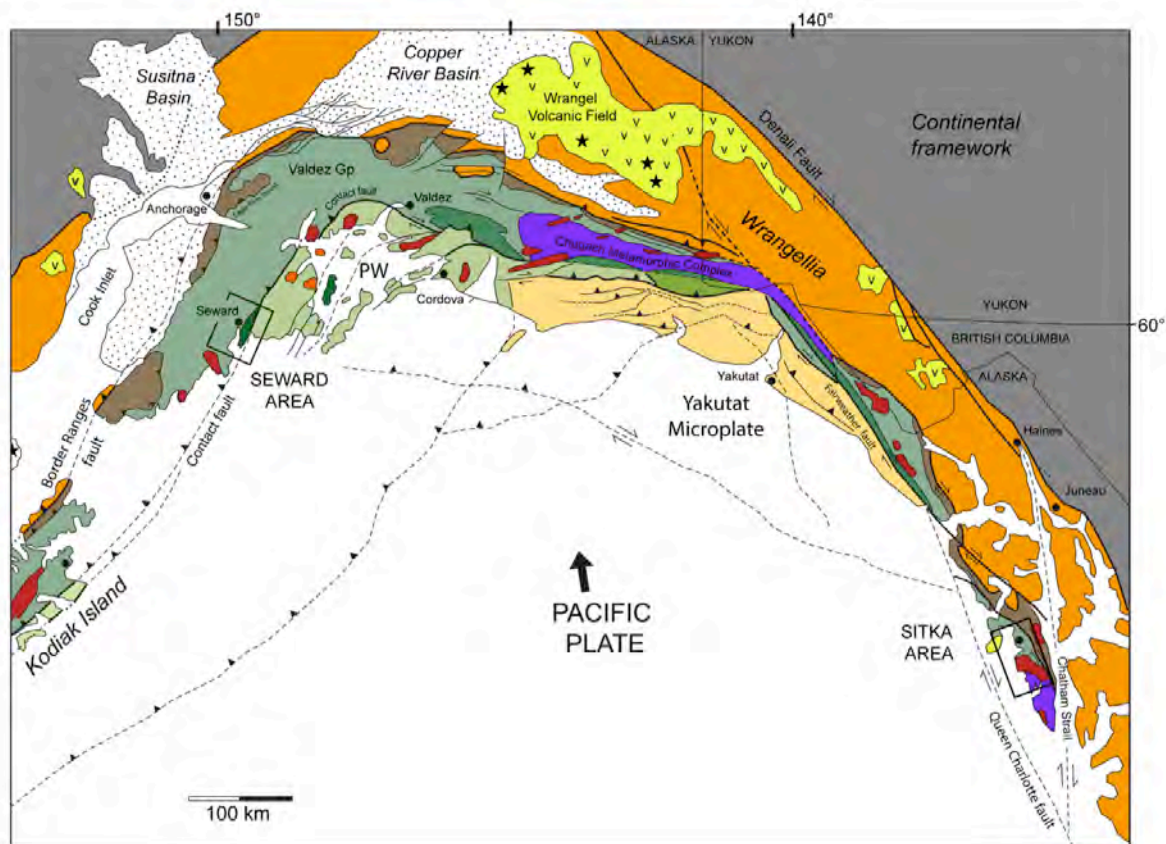 150°
140°
ALASKA
YUKON
Susitna
Basin
Copper
River Basin
Wrangel
Volcanic Field
Denali Fault
Continental
framework
Valdez Gp
Contact fault
Valdez
Anchorage
Wrangellia
Chugach Metamorphic Complex
PW
Cordova
Cook Inlet
Seward
YUKON
60°
BRITISH COLUMBIA
ALASKA
SEWARD
AREA
Yakutat
Yakutat
Microplate
Fairweather fault
Haines
Juneau
Border Ranges
fault
Contact fault
Kodiak Island
PACIFIC
PLATE
SITKA
AREA
Chatham Strait
Queen Charlotte fault
100 km
v v v v v v v v v v v v v v v v v v v v v